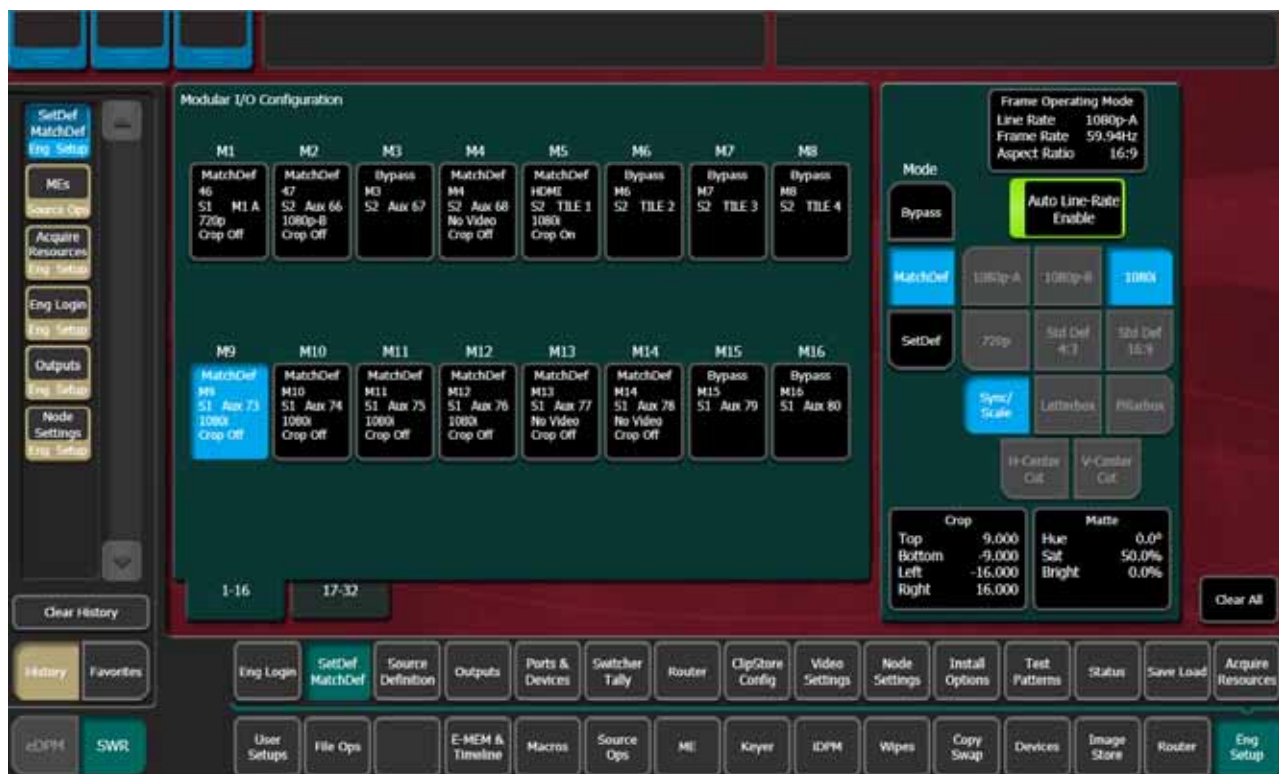 SetDef
MatchDef
Eng Setup
MEs
Source Ops
Acquire
Resources
Eng Setup
Eng Login
Eng Setup
Outputs
Eng Setup
Node
Settings
Eng Setup
Clear History
History
Favorites
eDPM
SWR
Modular I/O Configuration
M1
MatchDef
46
S1 M1 A
720p
Crop Off
M2
MatchDef
47
S2 Aux 66
1080p-B
Crop Off
M3
Bypass
M3
S2 Aux 67
M4
MatchDef
M4
S2 Aux 68
No Video
Crop Off
M5
MatchDef
HDMI
S2 TILE 1
1080i
Crop On
M6
Bypass
M6
S2 TILE 2
M7
Bypass
M7
S2 TILE 3
M8
Bypass
M8
S2 TILE 4
M9
MatchDef
M9
S1 Aux 73
1080i
Crop Off
M10
MatchDef
M10
S1 Aux 74
1080i
Crop Off
M11
MatchDef
M11
S1 Aux 75
1080i
Crop Off
M12
MatchDef
M12
S1 Aux 76
1080i
Crop Off
M13
MatchDef
M13
S1 Aux 77
No Video
Crop Off
M14
MatchDef
M14
S1 Aux 78
No Video
Crop Off
M15
Bypass
M15
S1 Aux 79
M16
Bypass
M16
S1 Aux 80
1-16
17-32
Frame Operating Mode
Line Rate 1080p-A
Frame Rate 59.94Hz
Aspect Ratio 16:9
Mode
Bypass
Auto Line-Rate
Enable
MatchDef
1080p-A
1080p-B
1080i
SetDef
720p
Std Def
4:3
Std Def
16:9
Sync/
Scale
Letterbox
Pillarbox
H-Center
Cut
V-Center
Cut
Crop
Top 9.000
Bottom -9.000
Left -16.000
Right 16.000
Matte
Hue 0.0°
Sat 50.0%
Bright 0.0%
Clear All
Eng Login
SetDef
MatchDef
Source
Definition
Outputs
Ports &
Devices
Switcher
Tally
Router
ClipStore
Config
Video
Settings
Node
Settings
Install
Options
Test
Patterns
Status
Save Load
Acquire
Resources
User
Setups
File Ops
E-MEM &
Timeline
Macros
Source
Ops
ME
Keyer
iDPM
Wipes
Copy
Swap
Devices
Image
Store
Router
Eng
Setup